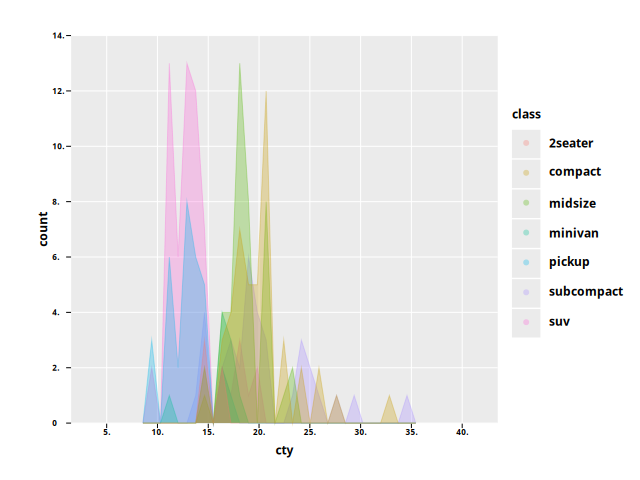 14.
12.
10.
8.
6.
4.
2.
0
count
5. 10. 15. 20. 25. 30. 35. 40.
cty
class
2seater
compact
midsize
minivan
pickup
subcompact
suv